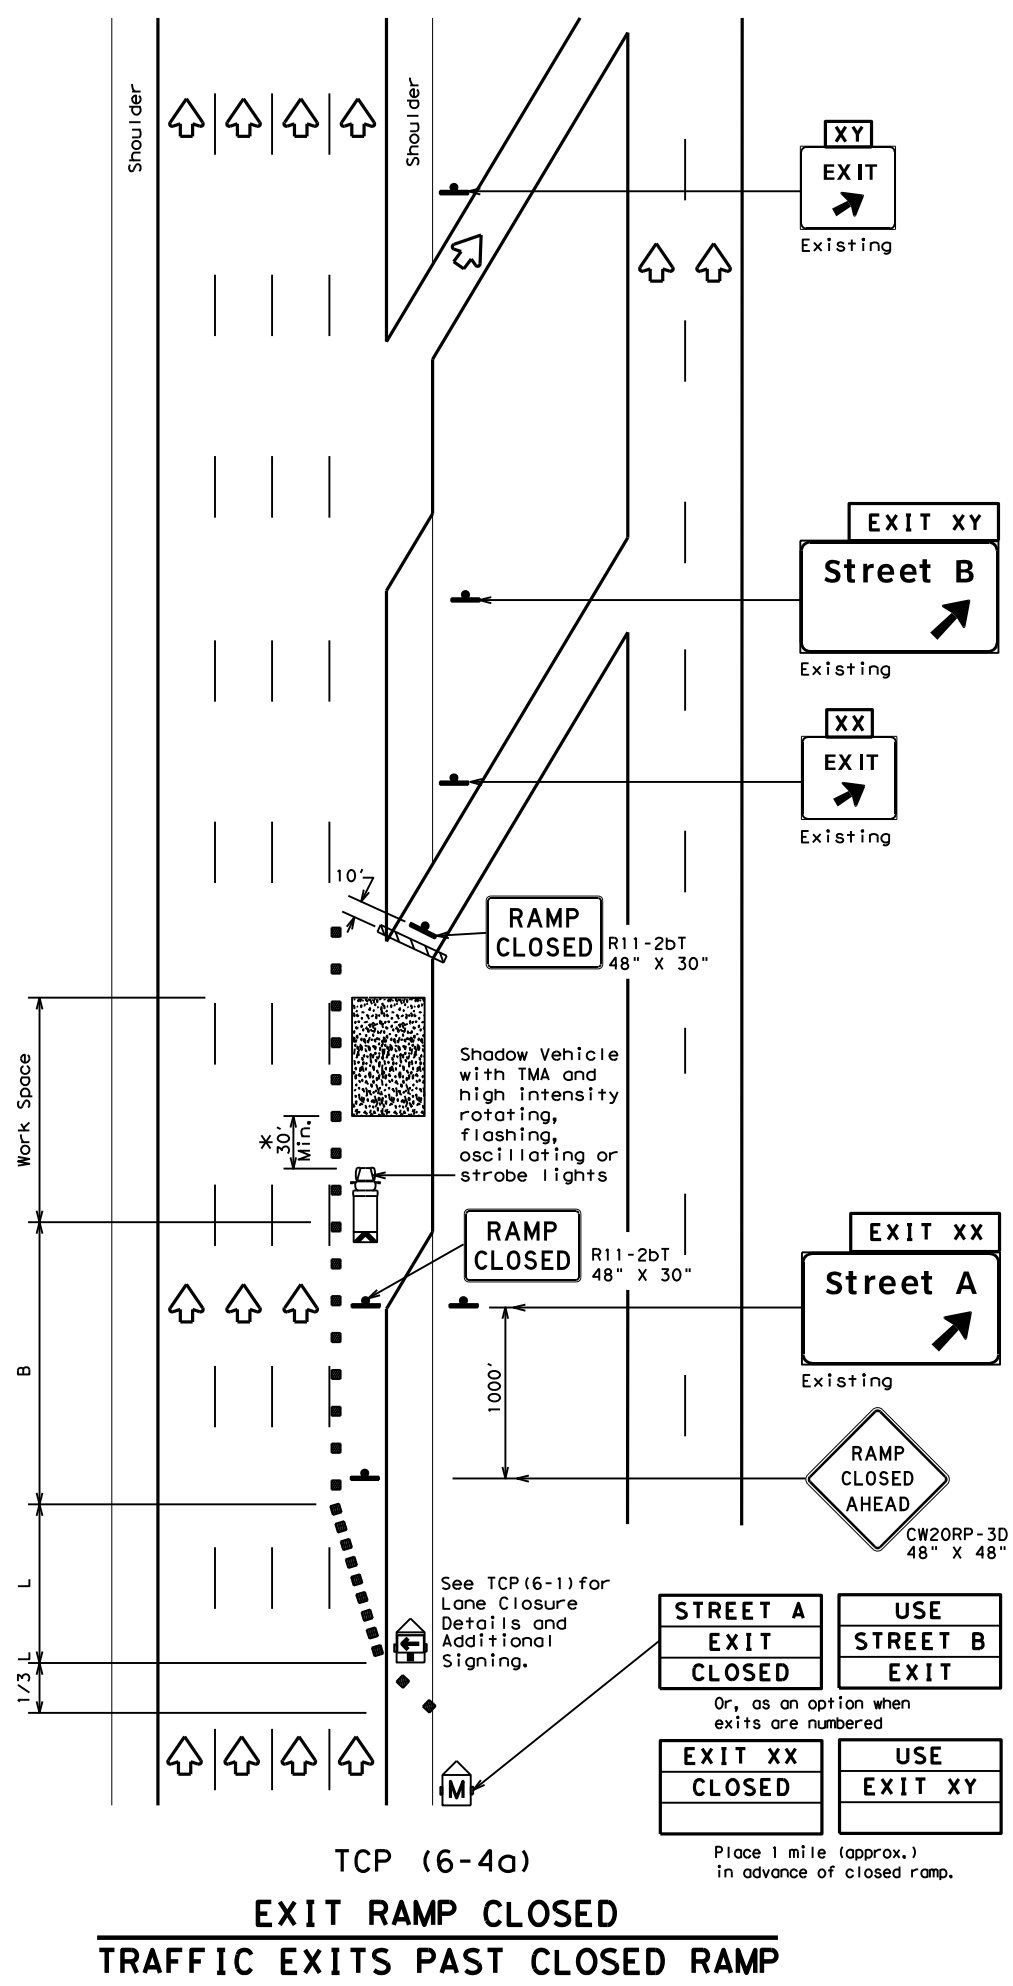 Shoulder
Shoulder
XY
EXIT
Existing
EXIT XY
Street B
Existing
XX
EXIT
Existing
10'
RAMP
CLOSED
R11-2bT
48" X 30"
Work Space
Shadow Vehicle
with TMA and
high intensity
rotating,
flashing,
oscillating or
strobe lights
* 30'
Min.
RAMP
CLOSED
R11-2bT
48" X 30"
EXIT XX
Street A
Existing
B
1000'
RAMP
CLOSED
AHEAD
CW20RP-3D
48" X 48"
L
See TCP(6-1)for
Lane Closure
Details and
Additional
Signing.
1/3 L
STREET A
EXIT
CLOSED
USE
STREET B
EXIT
Or, as an option when
exits are numbered
EXIT XX
CLOSED
USE
EXIT XY
M
Place 1 mile (approx.)
in advance of closed ramp.
TCP (6-4a)
EXIT RAMP CLOSED
TRAFFIC EXITS PAST CLOSED RAMP